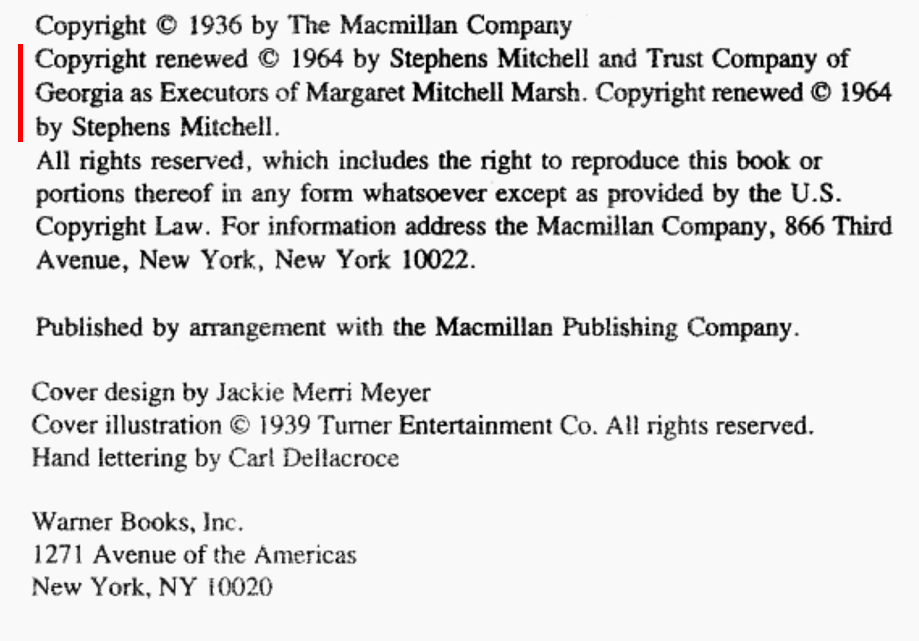 Copyright © 1936 by The Macmillan Company
Copyright renewed © 1964 by Stephens Mitchell and Trust Company of
Georgia as Executors of Margaret Mitchell Marsh. Copyright renewed © 1964
by Stephens Mitchell.
All rights reserved, which includes the right to reproduce this book or
portions thereof in any form whatsoever except as provided by the U.S.
Copyright Law. For information address the Macmillan Company, 866 Third
Avenue, New York, New York 10022.
Published by arrangement with the Macmillan Publishing Company.
Cover design by Jackie Merri Meyer
Cover illustration © 1939 Turner Entertainment Co. All rights reserved.
Hand lettering by Carl Dellacroce
Warner Books, Inc.
1271 Avenue of the Americas
New York, NY 10020